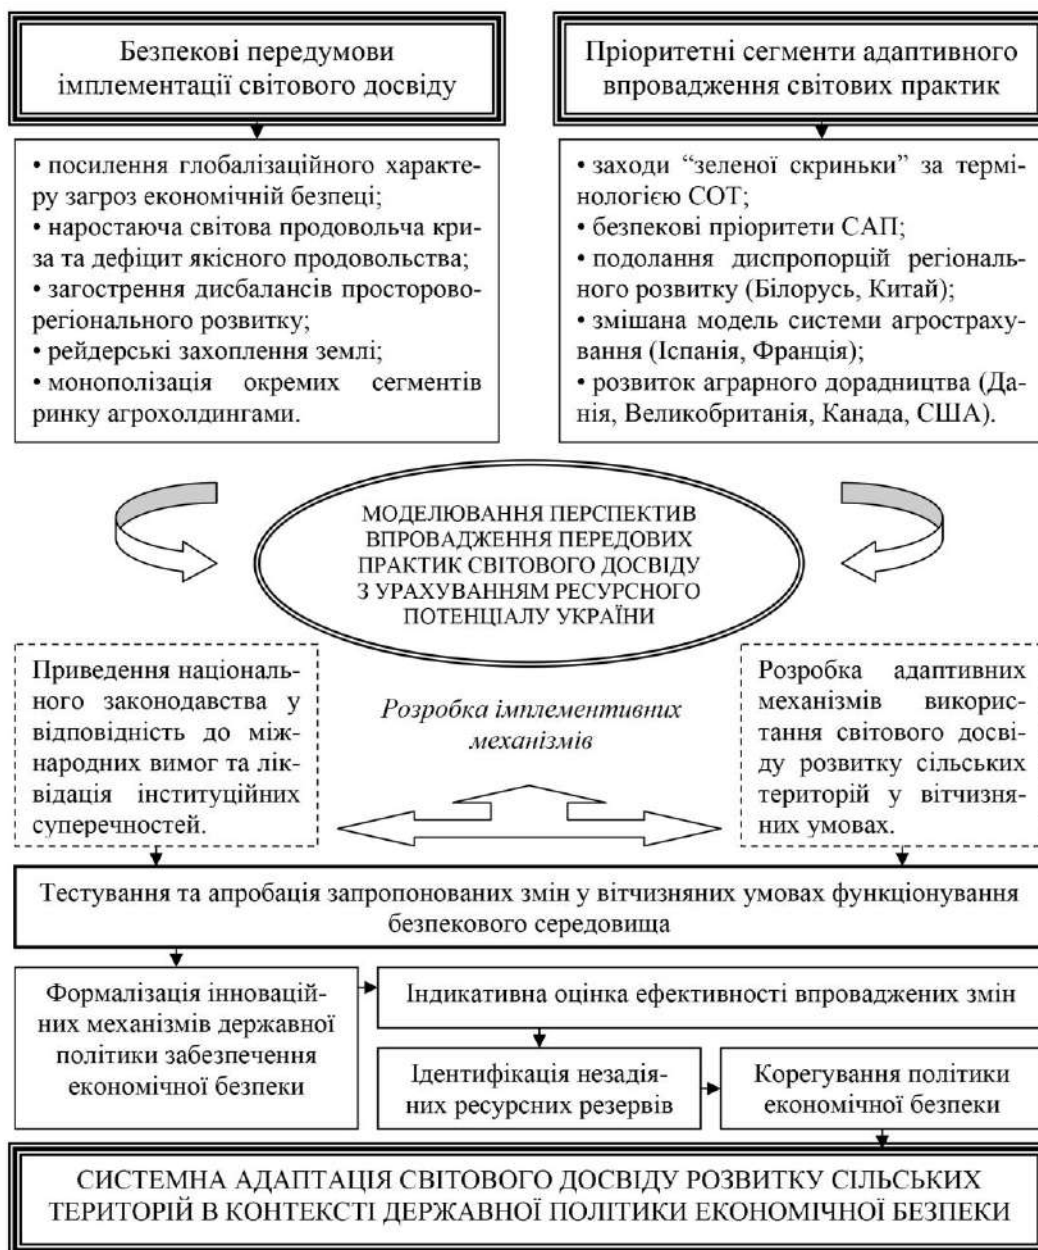 Безпекові передумови
імплементації світового досвіду
Пріоритетні сегменти адаптивного
впровадження світових практик
• посилення глобалізаційного характе-
ру загроз економічній безпеці;
• наростаюча світова продовольча кри-
за та дефіцит якісного продовольства;
• загострення дисбалансів просторово-
регіонального розвитку;
• рейдерські захоплення землі;
• монополізація окремих сегментів
ринку агрохолдингами.
• заходи “зеленої скриньки” за термі-
нологією СОТ;
• безпекові пріоритети САП;
• подолання диспропорцій регіональ-
ного розвитку (Білорусь, Китай);
• змішана модель системи агростраху-
вання (Іспанія, Франція);
• розвиток аграрного дорадництва (Да-
нія, Великобританія, Канада, США).
МОДЕЛЮВАННЯ ПЕРСПЕКТИВ
ВПРОВАДЖЕННЯ ПЕРЕДОВИХ
ПРАКТИК СВІТОВОГО ДОСВІДУ
З УРАХУВАННЯМ РЕСУРСНОГО
ПОТЕНЦІАЛУ УКРАЇНИ
Приведення національ-
ного законодавства у
відповідність до між-
народних вимог та лік-
відація інституційних
суперечностей.
Розробка імплементивних
механізмів
Розробка адаптивних
механізмів викорис-
тання світового досві-
ду розвитку сільських
територій у вітчизня-
них умовах.
Тестування та апробація запропонованих змін у вітчизняних умовах функціонування
безпекового середовища
Формалізація інновацій-
них механізмів державної
політики забезпечення
економічної безпеки
Індикативна оцінка ефективності впроваджених змін
Ідентифікація незадія-
них ресурсних резервів
Корегування політики
економічної безпеки
СИСТЕМНА АДАПТАЦІЯ СВІТОВОГО ДОСВІДУ РОЗВИТКУ СІЛЬСЬКИХ
ТЕРИТОРІЙ В КОНТЕКСТІ ДЕРЖАВНОЇ ПОЛІТИКИ ЕКОНОМІЧНОЇ БЕЗПЕКИ